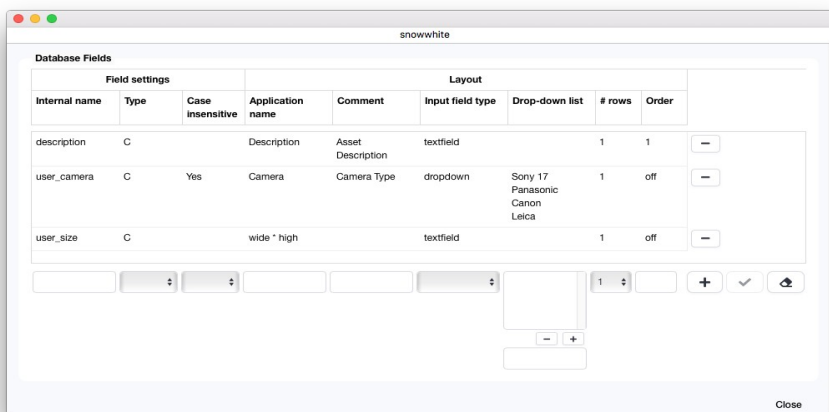 snowwhite
Database Fields
Field settings Layout
Internal name Type Case insensitive Application name Comment Input field type Drop-down list # rows Order
description C Description Asset Description textfield 1 1 −
user_camera C Yes Camera Camera Type dropdown Sony 17 1 off −
Panasonic
Canon
Leica
user_size C wide * high textfield 1 off −
1 +
− +
Close